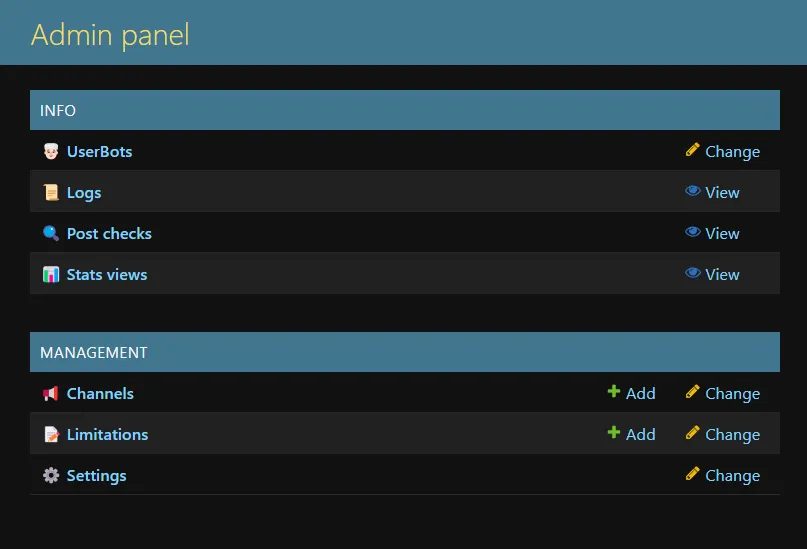 Admin panel
INFO
UserBots Change
Logs View
Post checks View
Stats views View
MANAGEMENT
Channels Add Change
Limitations Add Change
Settings Change